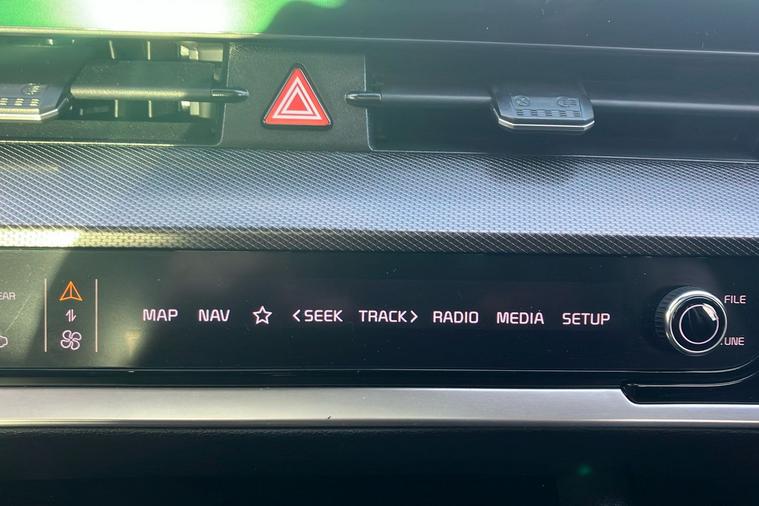 MAP NAV <SEEK TRACK> RADIO MEDIA SETUP
FILE